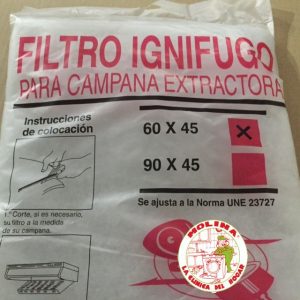 FILTRO IGNIFUGO
PARA CAMPANA EXTRACTORA
Instrucciones
de colocación
60 X 45
90 X 45
Se ajusta a la Norma UNE 23727
1.º Corte, si es necesario,
su filtro a la medida
de su campana.
MOLINA
LA CLINICA DEL HOGAR